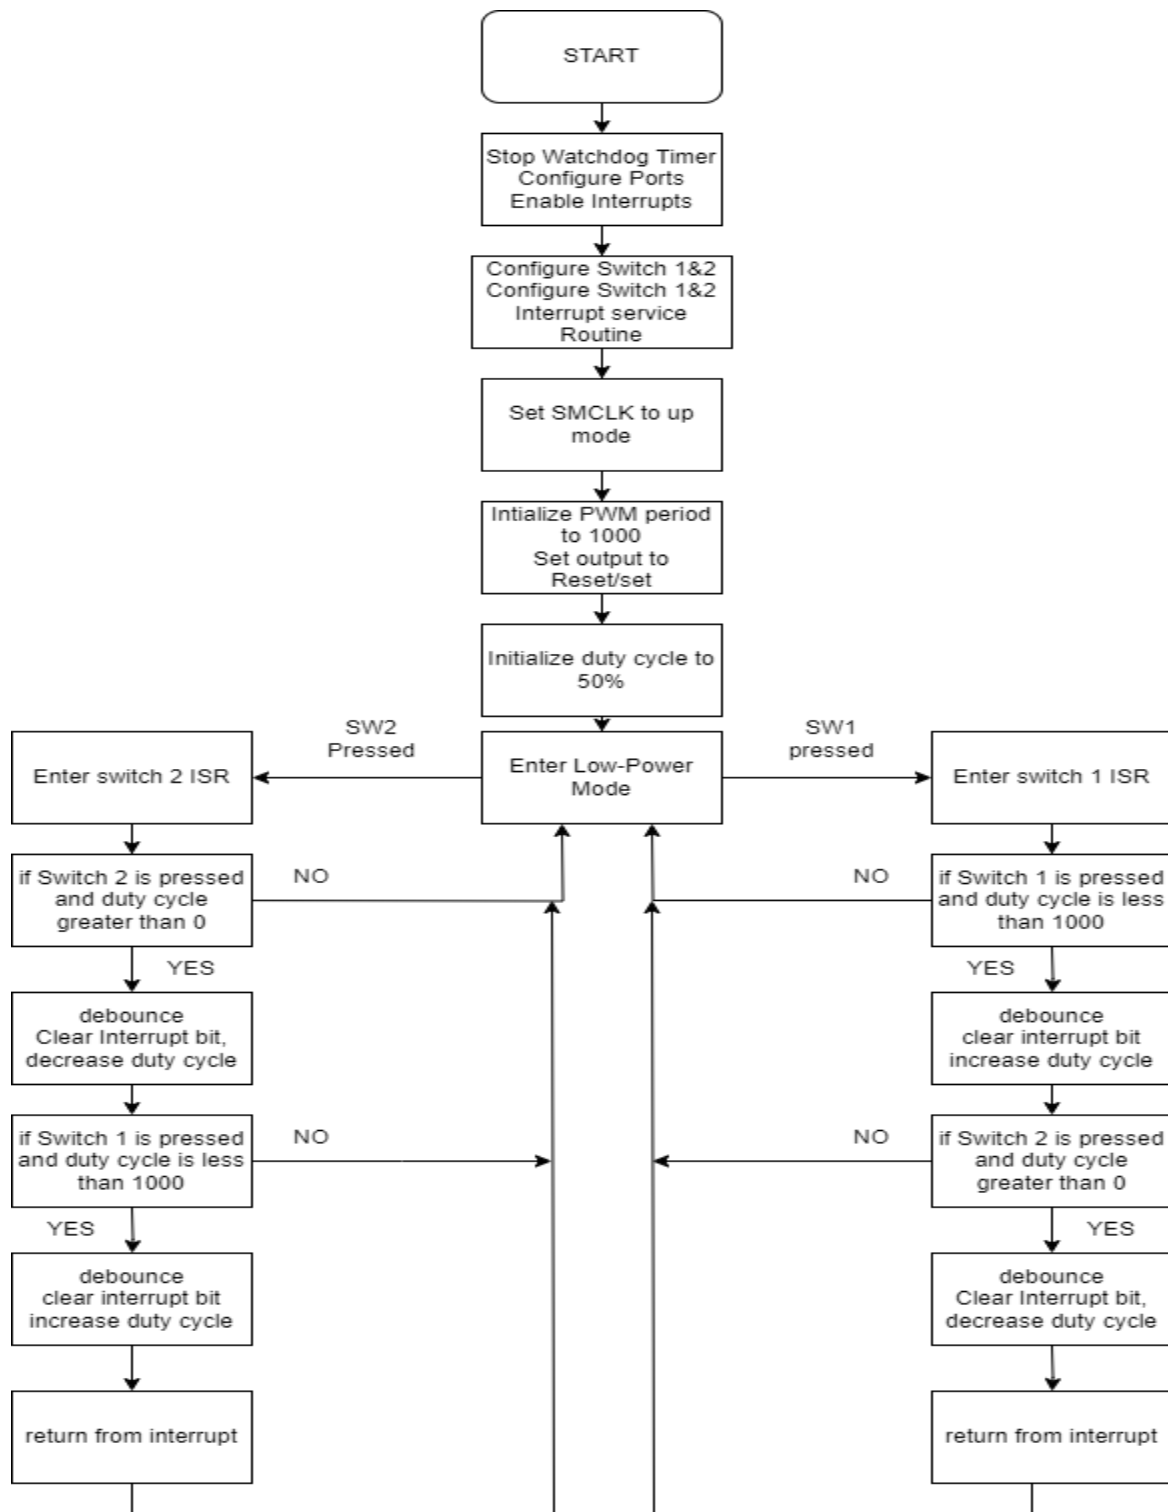 START
Stop Watchdog Timer
Configure Ports
Enable Interrupts
Configure Switch 1&2
Configure Switch 1&2
Interrupt service
Routine
Set SMCLK to up
mode
Intialize PWM period
to 1000
Set output to
Reset/set
Initialize duty cycle to
50%
SW2
Pressed
SW1
pressed
Enter switch 2 ISR
Enter Low-Power
Mode
Enter switch 1 ISR
if Switch 2 is pressed
and duty cycle
greater than 0
NO
NO
if Switch 1 is pressed
and duty cycle is less
than 1000
YES
YES
debounce
Clear Interrupt bit,
decrease duty cycle
debounce
clear interrupt bit
increase duty cycle
if Switch 1 is pressed
and duty cycle is less
than 1000
NO
NO
if Switch 2 is pressed
and duty cycle
greater than 0
YES
YES
debounce
clear interrupt bit
increase duty cycle
debounce
Clear Interrupt bit,
decrease duty cycle
return from interrupt
return from interrupt